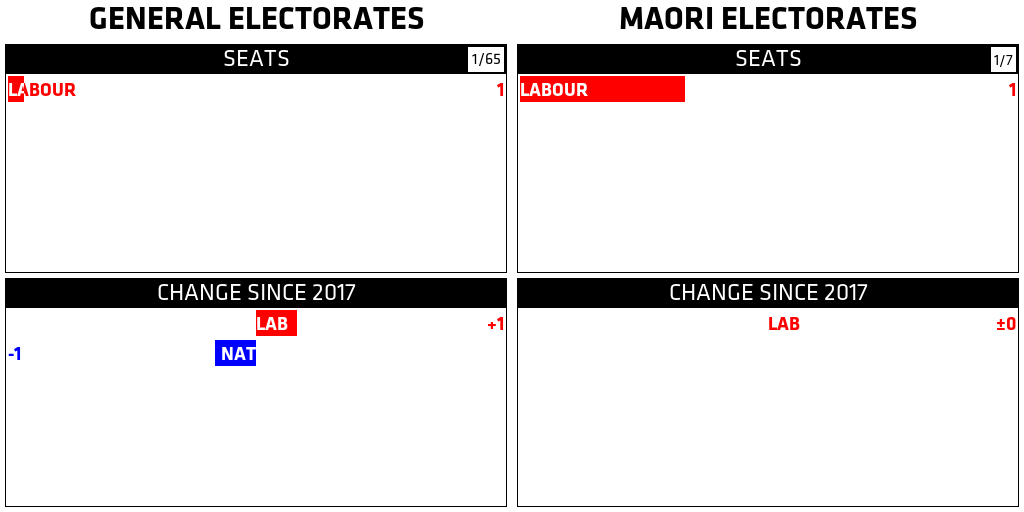 GENERAL ELECTORATES
SEATS 1/65
LABOUR 1
CHANGE SINCE 2017
LAB +1
-1 NAT
MAORI ELECTORATES
SEATS 1/7
LABOUR 1
CHANGE SINCE 2017
LAB ±0